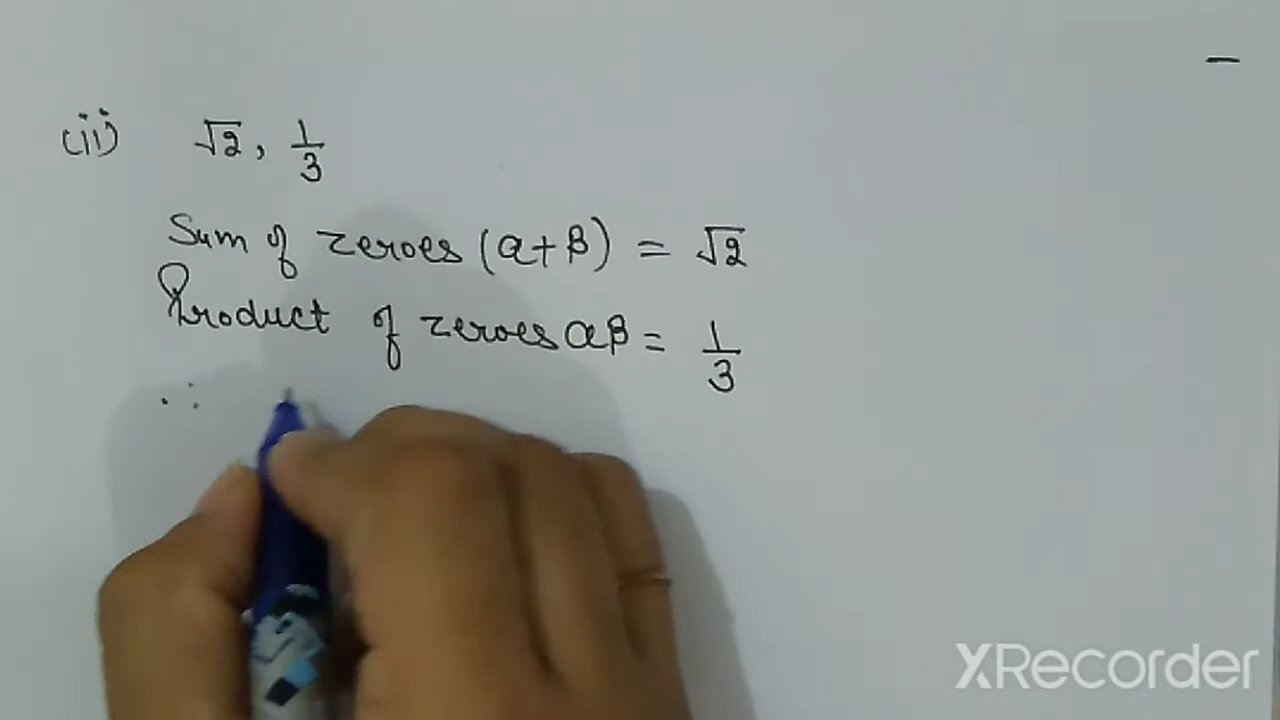 (ii) √2, 1/3
Sum of zeroes (α+β) = √2
Product of zeroes αβ = 1/3
∴
XRecorder